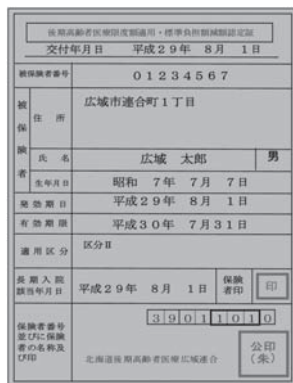 後期高齢者医療限度額適用・標準負担額減額認定証
交付年月日 平成29年 8月 1日
被保険者番号 01234567
被保険者
住所 広城市連合町1丁目
氏名 広域 太郎 男
生年月日 昭和 7年 7月 7日
発効期日 平成29年 8月 1日
有効期限 平成30年 7月31日
適用区分 区分Ⅱ
長期入院該当年月日 平成29年 8月 1日 保険者印 印
保険者番号並びに保険者の名称及び印 39011010
北海道後期高齢者医療広域連合 公印(朱)